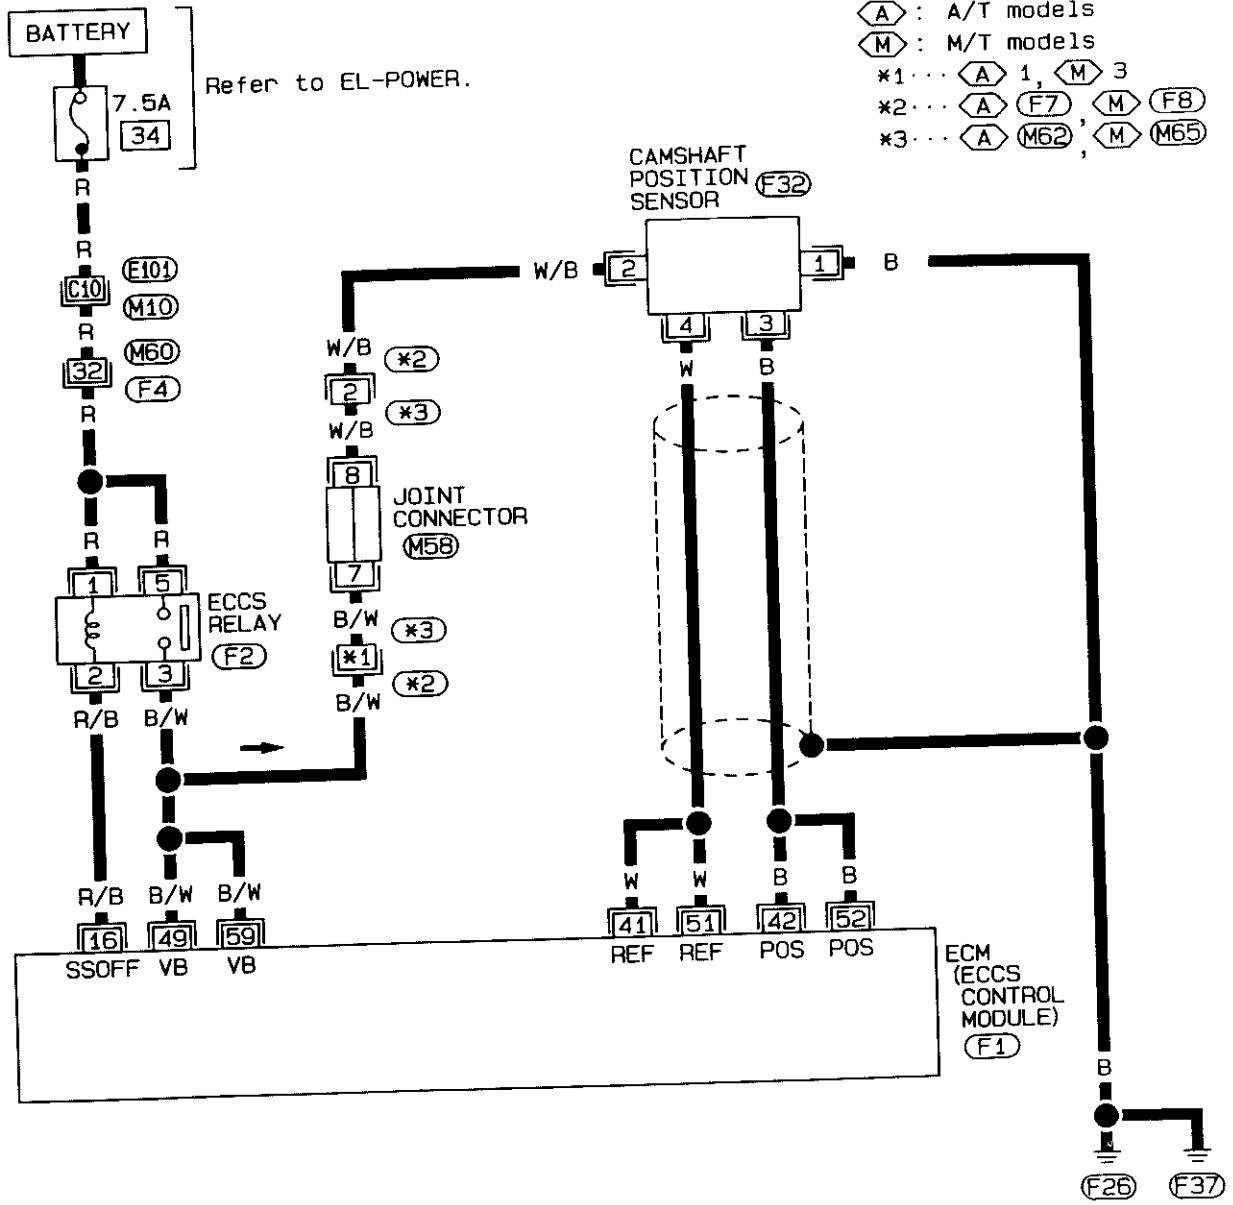 BATTERY
Refer to EL-POWER.
7.5A
34
A : A/T models
M : M/T models
*1··· A 1, M 3
*2··· A F7, M F8
*3··· A M62, M M65
R
R
E101
C10
M10
R
M60
32
F4
R
R
R
1
5
ECCS
RELAY
F2
2
3
R/B
B/W
R/B
B/W
B/W
16
49
59
SSOFF
VB
VB
CAMSHAFT
POSITION
SENSOR
F32
W/B
2
1
B
4
3
W
B
W/B
*2
2
*3
W/B
8
JOINT
CONNECTOR
M58
7
B/W
*3
*1
*2
B/W
W
W
B
B
41
51
42
52
REF
REF
POS
POS
ECM
(ECCS
CONTROL
MODULE)
F1
B
F26
F37